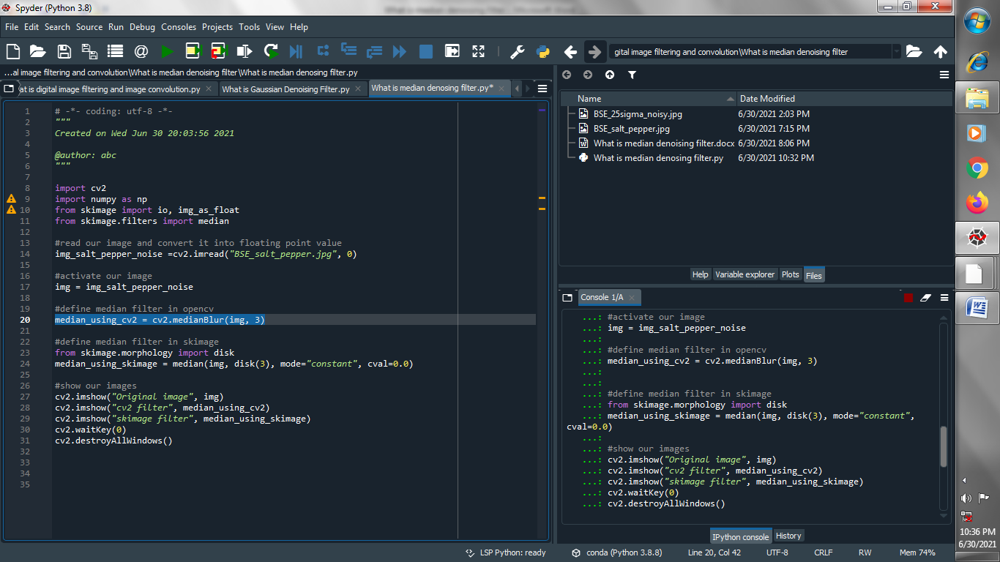 Spyder (Python 3.8)
What is median denoising filter - Microsoft Word
File Edit Search Source Run Debug Consoles Projects Tools View Help
gital image filtering and convolution\What is median denoising filter
...al image filtering and convolution\What is median denoising filter\What is median denosing filter.py
at is digital image filtering and image convolution.py
What is Gaussian Denoising Filter.py
What is median denosing filter.py*
1 # -*- coding: utf-8 -*-
2 """
3 Created on Wed Jun 30 20:03:56 2021
4
5 @author: abc
6 """
7
8 import cv2
9 import numpy as np
10 from skimage import io, img_as_float
11 from skimage.filters import median
12
13 #read our image and convert it into floating point value
14 img_salt_pepper_noise =cv2.imread("BSE_salt_pepper.jpg", 0)
15
16 #activate our image
17 img = img_salt_pepper_noise
18
19 #define median filter in opencv
20 median_using_cv2 = cv2.medianBlur(img, 3)
21
22 #define median filter in skimage
23 from skimage.morphology import disk
24 median_using_skimage = median(img, disk(3), mode="constant", cval=0.0)
25
26 #show our images
27 cv2.imshow("Original image", img)
28 cv2.imshow("cv2 filter", median_using_cv2)
29 cv2.imshow("skimage filter", median_using_skimage)
30 cv2.waitKey(0)
31 cv2.destroyAllWindows()
32
33
34
35
Name Date Modified
BSE_25sigma_noisy.jpg 6/30/2021 2:03 PM
BSE_salt_pepper.jpg 6/30/2021 7:15 PM
What is median denoising filter.docx 6/30/2021 8:06 PM
What is median denosing filter.py 6/30/2021 10:32 PM
Help Variable explorer Plots Files
Console 1/A
...: #activate our image
...: img = img_salt_pepper_noise
...:
...: #define median filter in opencv
...: median_using_cv2 = cv2.medianBlur(img, 3)
...:
...:
...: #define median filter in skimage
...: from skimage.morphology import disk
...: median_using_skimage = median(img, disk(3), mode="constant",
cval=0.0)
...:
...: #show our images
...: cv2.imshow("Original image", img)
...: cv2.imshow("cv2 filter", median_using_cv2)
...: cv2.imshow("skimage filter", median_using_skimage)
...: cv2.waitKey(0)
...: cv2.destroyAllWindows()
IPython console History
LSP Python: ready conda (Python 3.8.8) Line 20, Col 42 UTF-8 CRLF RW Mem 74%
10:36 PM
6/30/2021